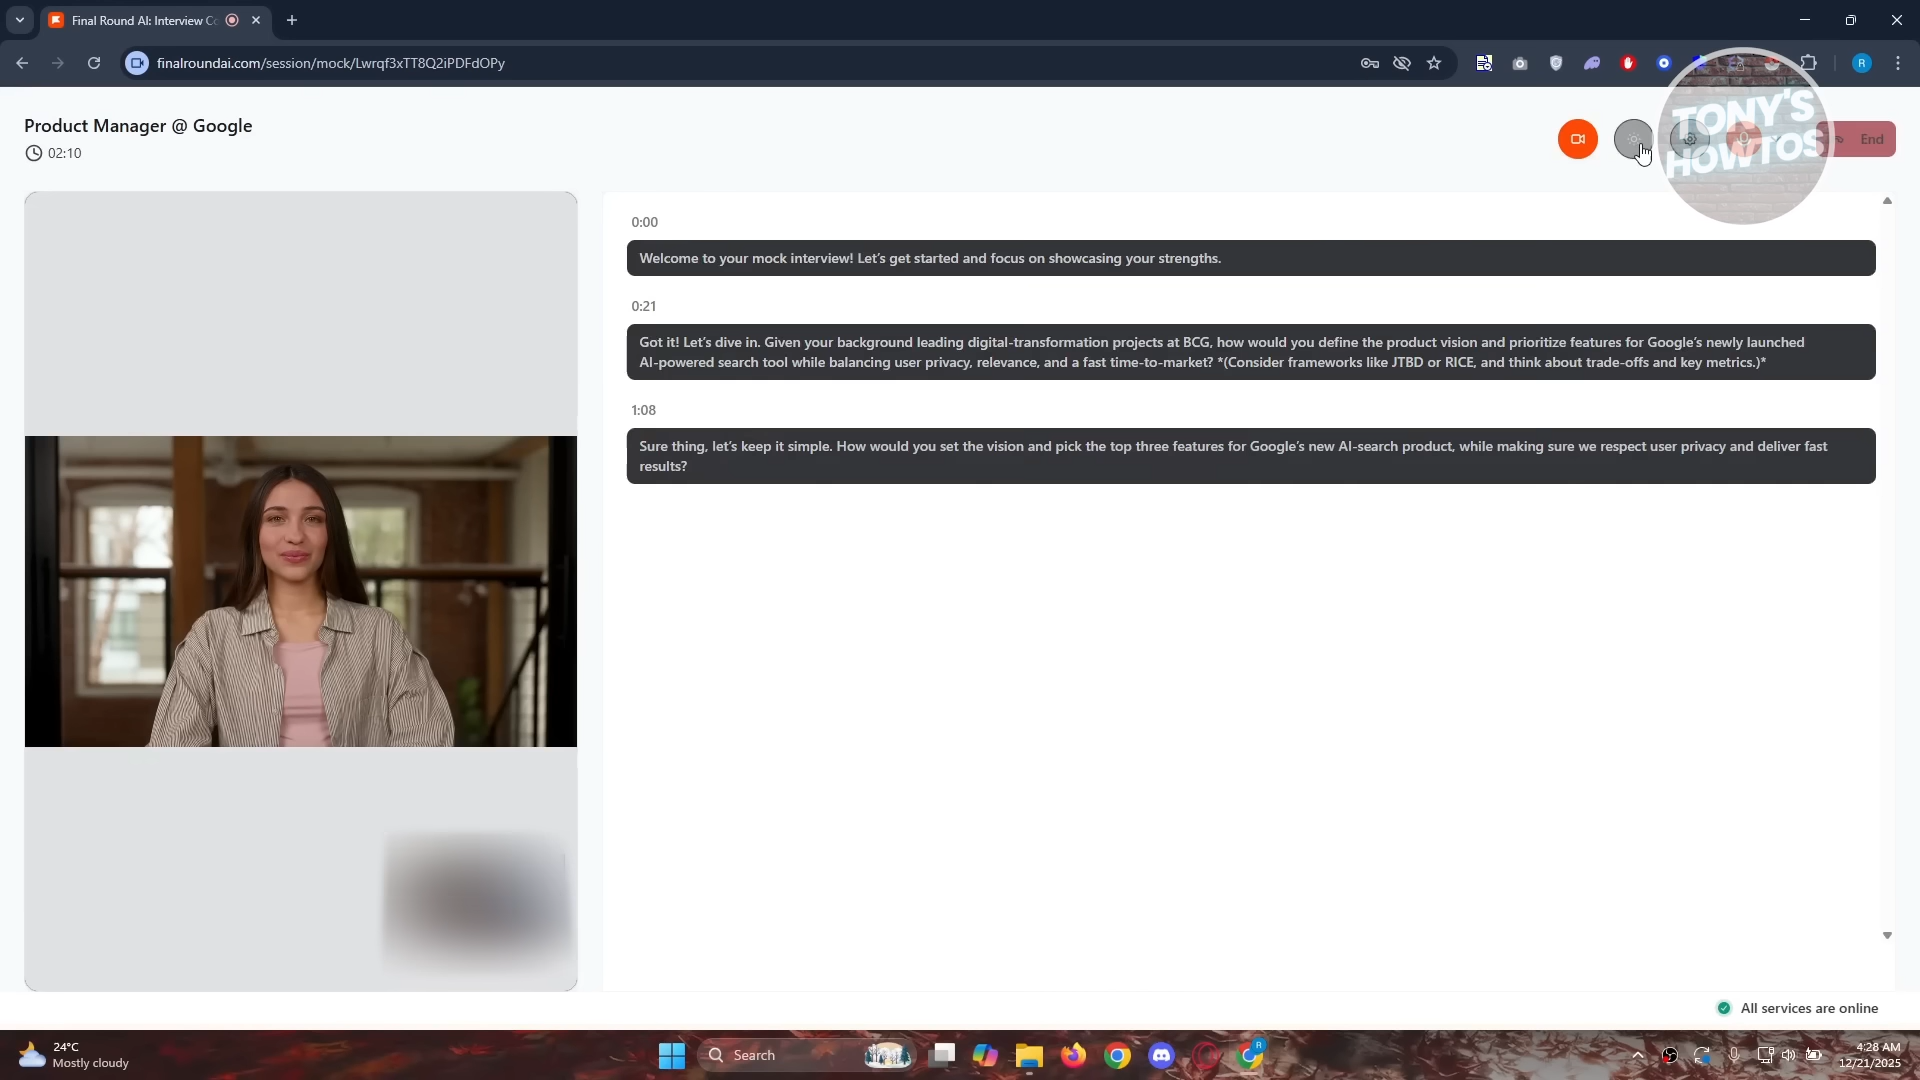 Final Round AI: Interview Co
finalroundai.com/session/mock/Lwrqf3xTT8Q2iPDFdOPy
R
Product Manager @ Google
02:10
TONY'S
HOWTOS
End
0:00
Welcome to your mock interview! Let's get started and focus on showcasing your strengths.
0:21
Got it! Let's dive in. Given your background leading digital-transformation projects at BCG, how would you define the product vision and prioritize features for Google's newly launched
AI-powered search tool while balancing user privacy, relevance, and a fast time-to-market? *(Consider frameworks like JTBD or RICE, and think about trade-offs and key metrics.)*
1:08
Sure thing, let's keep it simple. How would you set the vision and pick the top three features for Google's new AI-search product, while making sure we respect user privacy and deliver fast
results?
All services are online
24°C
Mostly cloudy
Search
R
4:28 AM
12/21/2025